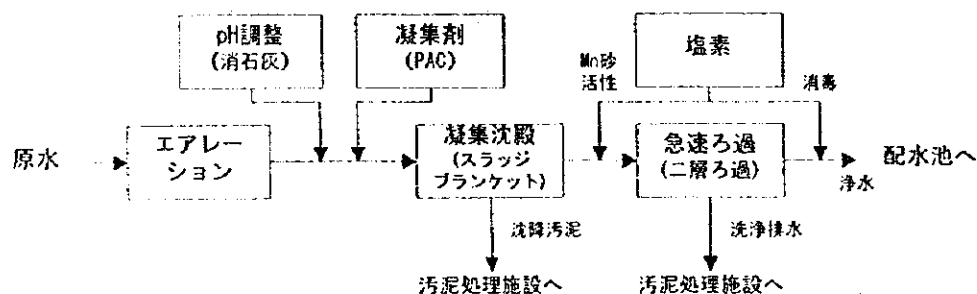 pH調整
(消石灰)
凝集剤
(PAC)
塩素
Mn砂
活性
消毒
原水
エアレー
ション
凝集沈殿
(スラッジ
ブランケット)
急速ろ過
(二層ろ過)
配水池へ
浄水
沈降汚泥
洗浄排水
汚泥処理施設へ
汚泥処理施設へ